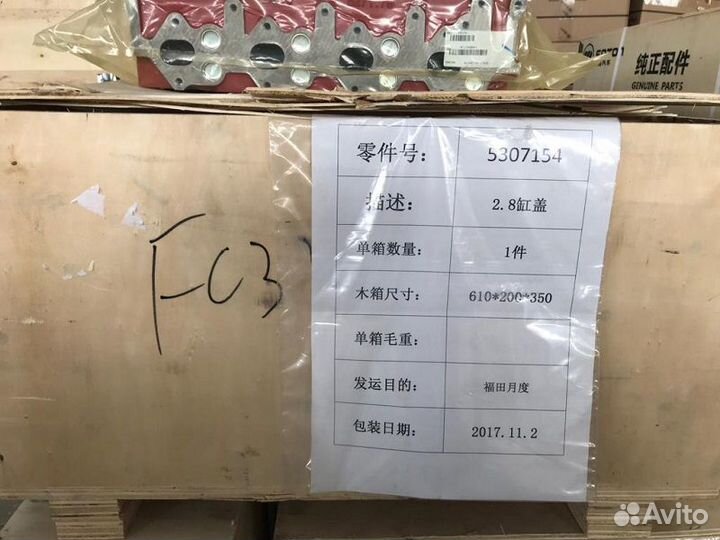 FOTON
纯正配件
GENUINE PARTS
零件号： 5307154
描述： 2.8缸盖
单箱数量： 1件
木箱尺寸： 610*200*350
单箱毛重：
发运目的： 福田月度
包装日期： 2017.11.2
FC3
Avito